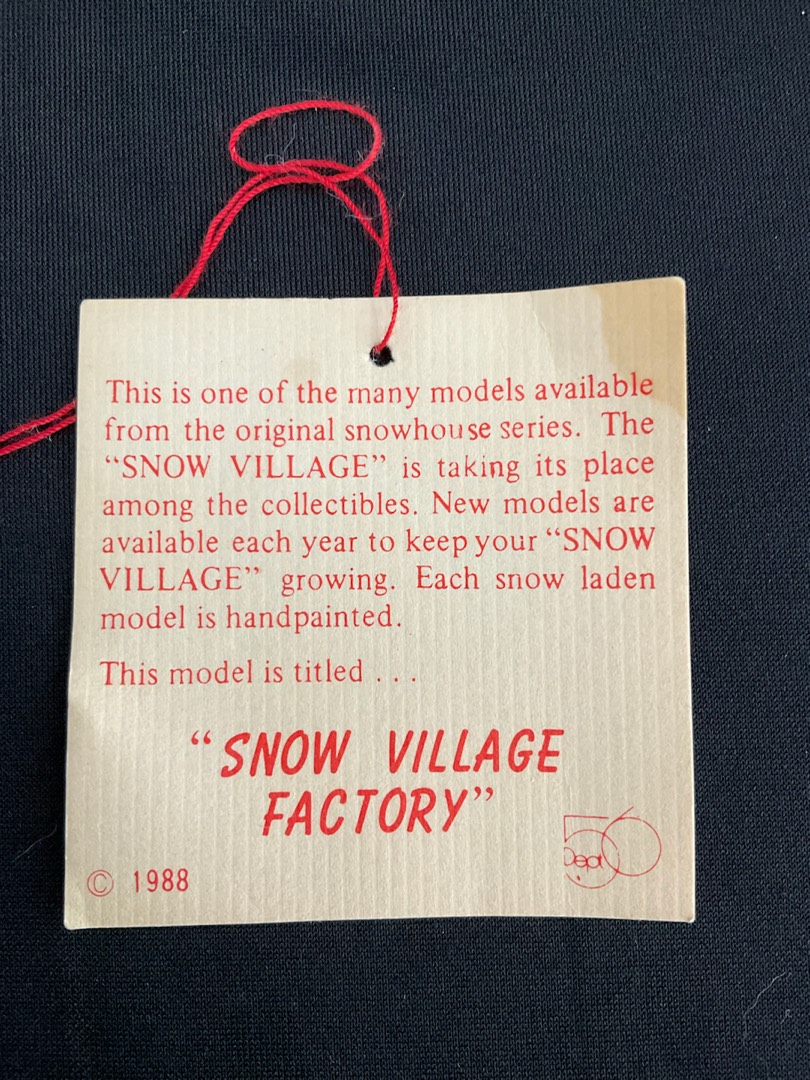 This is one of the many models available
from the original snowhouse series. The
“SNOW VILLAGE” is taking its place
among the collectibles. New models are
available each year to keep your “SNOW
VILLAGE” growing. Each snow laden
model is handpainted.
This model is titled . . .
“SNOW VILLAGE
FACTORY”
56
Dept
© 1988